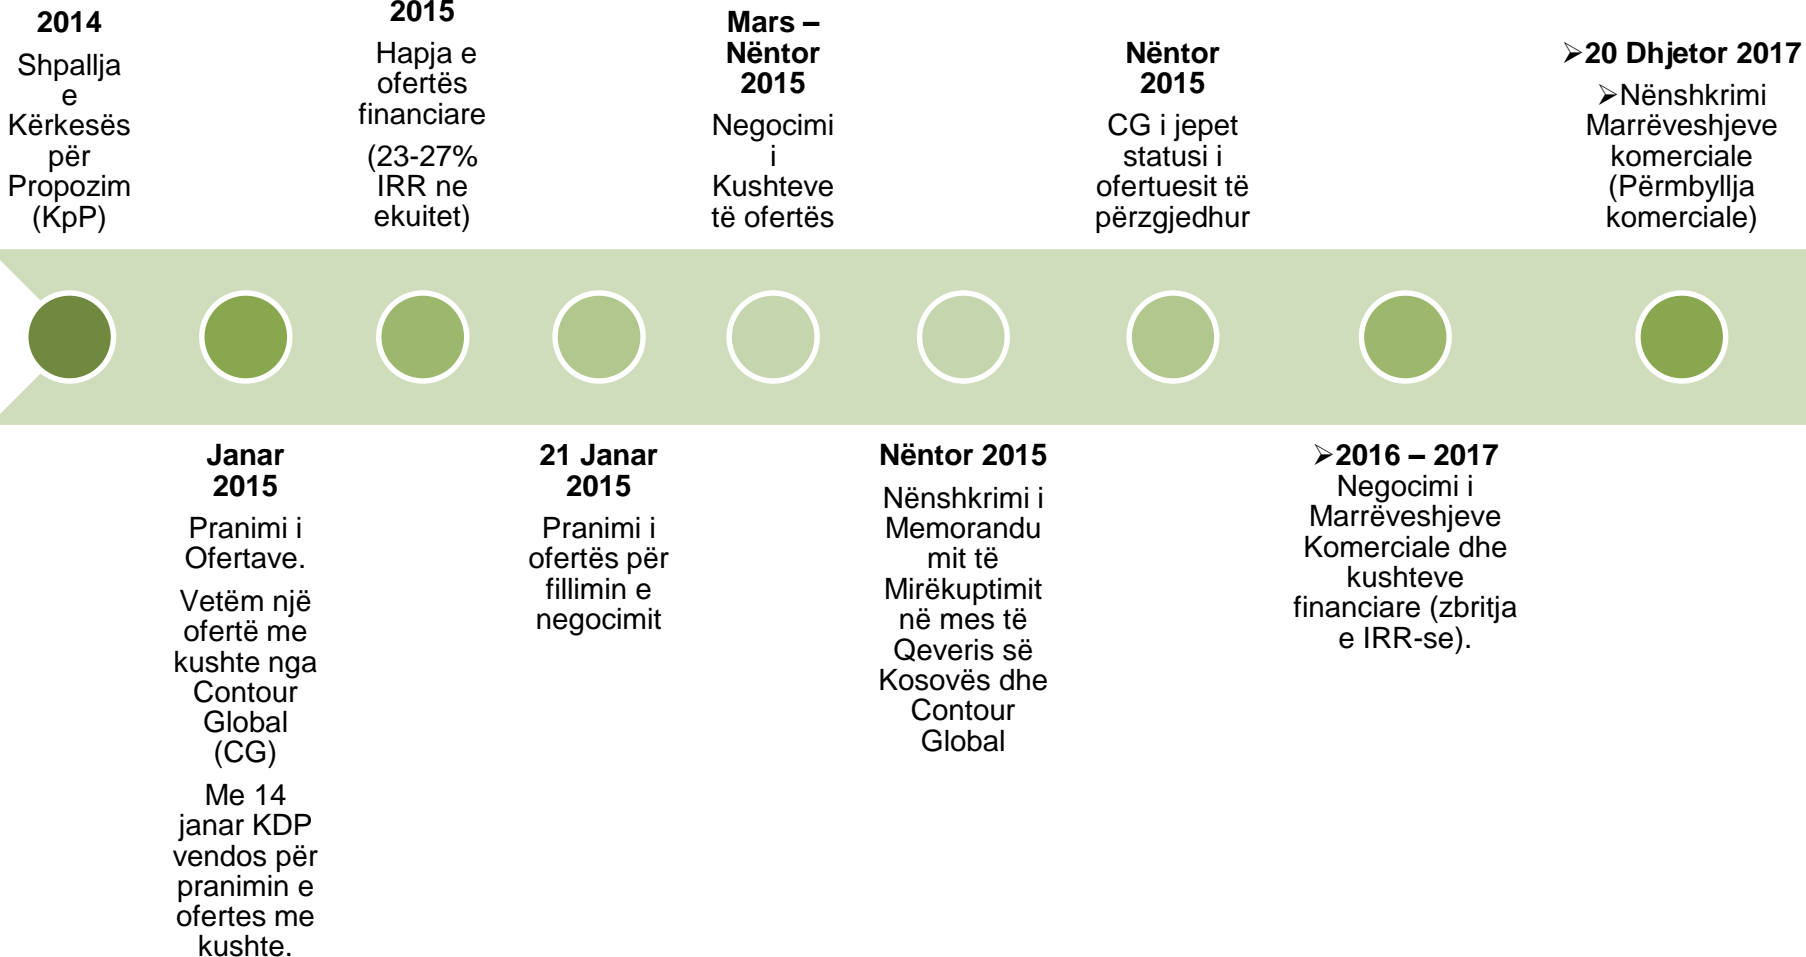 2014
Shpallja
e
Kërkesës
për
Propozim
(KpP)
Janar
2015
Pranimi i
Ofertave.
Vetëm një
ofertë me
kushte nga
Contour
Global
(CG)
Me 14
janar KDP
vendos për
pranimin e
ofertes me
kushte.
2015
Hapja e
ofertës
financiare
(23-27%
IRR ne
ekuitet)
21 Janar
2015
Pranimi i
ofertës për
fillimin e
negocimit
Mars –
Nëntor
2015
Negocimi
i
Kushteve
të ofertës
Nëntor 2015
Nënshkrimi i
Memorandu
mit të
Mirëkuptimit
në mes të
Qeveris së
Kosovës dhe
Contour
Global
Nëntor
2015
CG i jepet
statusi i
ofertuesit të
përzgjedhur
➢2016 – 2017
Negocimi i
Marrëveshjeve
Komerciale dhe
kushteve
financiare (zbritja
e IRR-se).
➢20 Dhjetor 2017
➢Nënshkrimi
Marrëveshjeve
komerciale
(Përmbyllja
komerciale)